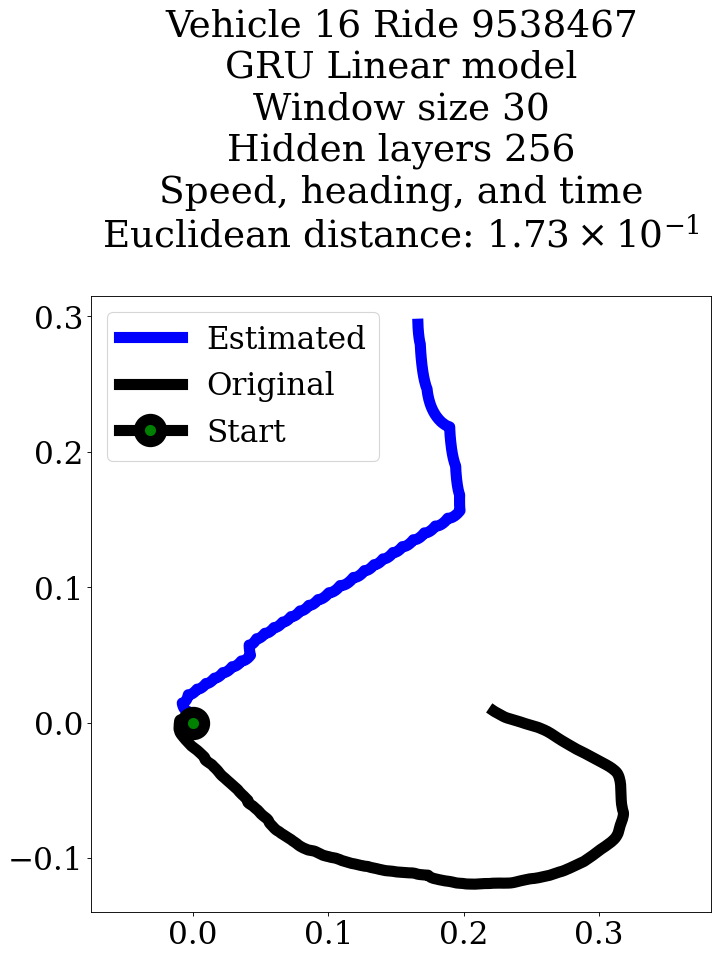 Vehicle 16 Ride 9538467
GRU Linear model
Window size 30
Hidden layers 256
Speed, heading, and time
Euclidean distance: 1.73 × 10⁻¹
Estimated
Original
Start
0.3
0.2
0.1
0.0
−0.1
0.0 0.1 0.2 0.3